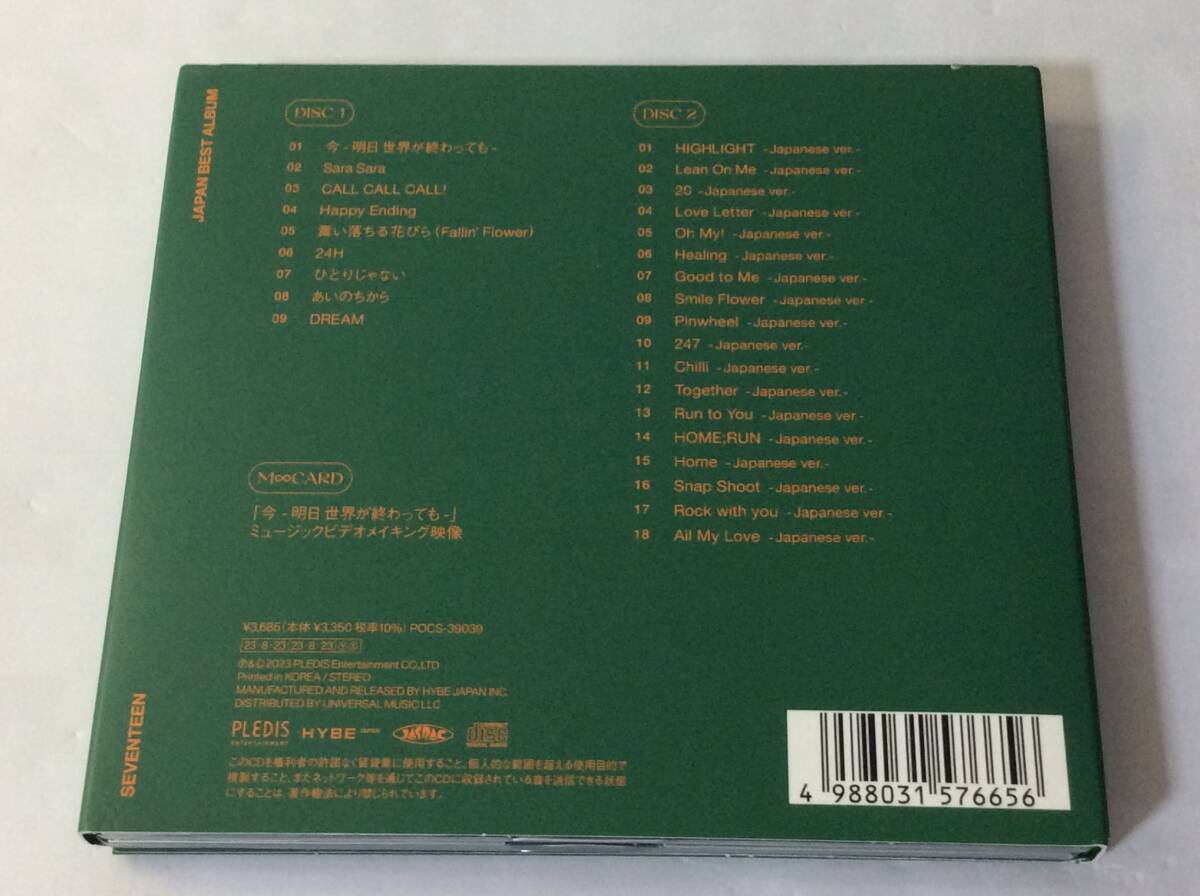 JAPAN BEST ALBUM
DISC 1
01 今 - 明日 世界が終わっても -
02 Sara Sara
03 CALL CALL CALL!
04 Happy Ending
05 舞い落ちる花びら (Fallin' Flower)
06 24H
07 ひとりじゃない
08 あいのちから
09 DREAM
DISC 2
01 HIGHLIGHT -Japanese ver.-
02 Lean On Me -Japanese ver.-
03 20 -Japanese ver.-
04 Love Letter -Japanese ver.-
05 Oh My! -Japanese ver.-
06 Healing -Japanese ver.-
07 Good to Me -Japanese ver.-
08 Smile Flower -Japanese ver.-
09 Pinwheel -Japanese ver.-
10 247 -Japanese ver.-
11 Chilli -Japanese ver.-
12 Together -Japanese ver.-
13 Run to You -Japanese ver.-
14 HOME;RUN -Japanese ver.-
15 Home -Japanese ver.-
16 Snap Shoot -Japanese ver.-
17 Rock with you -Japanese ver.-
18 All My Love -Japanese ver.-
M∞CARD
「今 - 明日 世界が終わっても -」
ミュージックビデオメイキング映像
¥3,685 (本体 ¥3,350 税率10%) POCS-39039
23・8・23 23・8・23
℗&© 2023 PLEDIS Entertainment CO.,LTD
Printed in KOREA / STEREO
MANUFACTURED AND RELEASED BY HYBE JAPAN INC.
DISTRIBUTED BY UNIVERSAL MUSIC LLC
SEVENTEEN
PLEDIS
ENTERTAINMENT
HYBE JAPAN
JASRAC
disc
このCDを権利者の許諾なく賃貸業に使用すること、個人的な範囲を超える使用目的で
複製すること、またネットワーク等を通じてこのCDに収録されている音を送信できる状態
にすることは、著作権法により禁じられています。
4 988031 576656